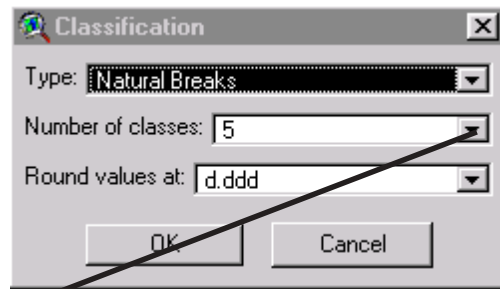 Classification
Type: Natural Breaks
Number of classes: 5
Round values at: d.ddd
OK Cancel